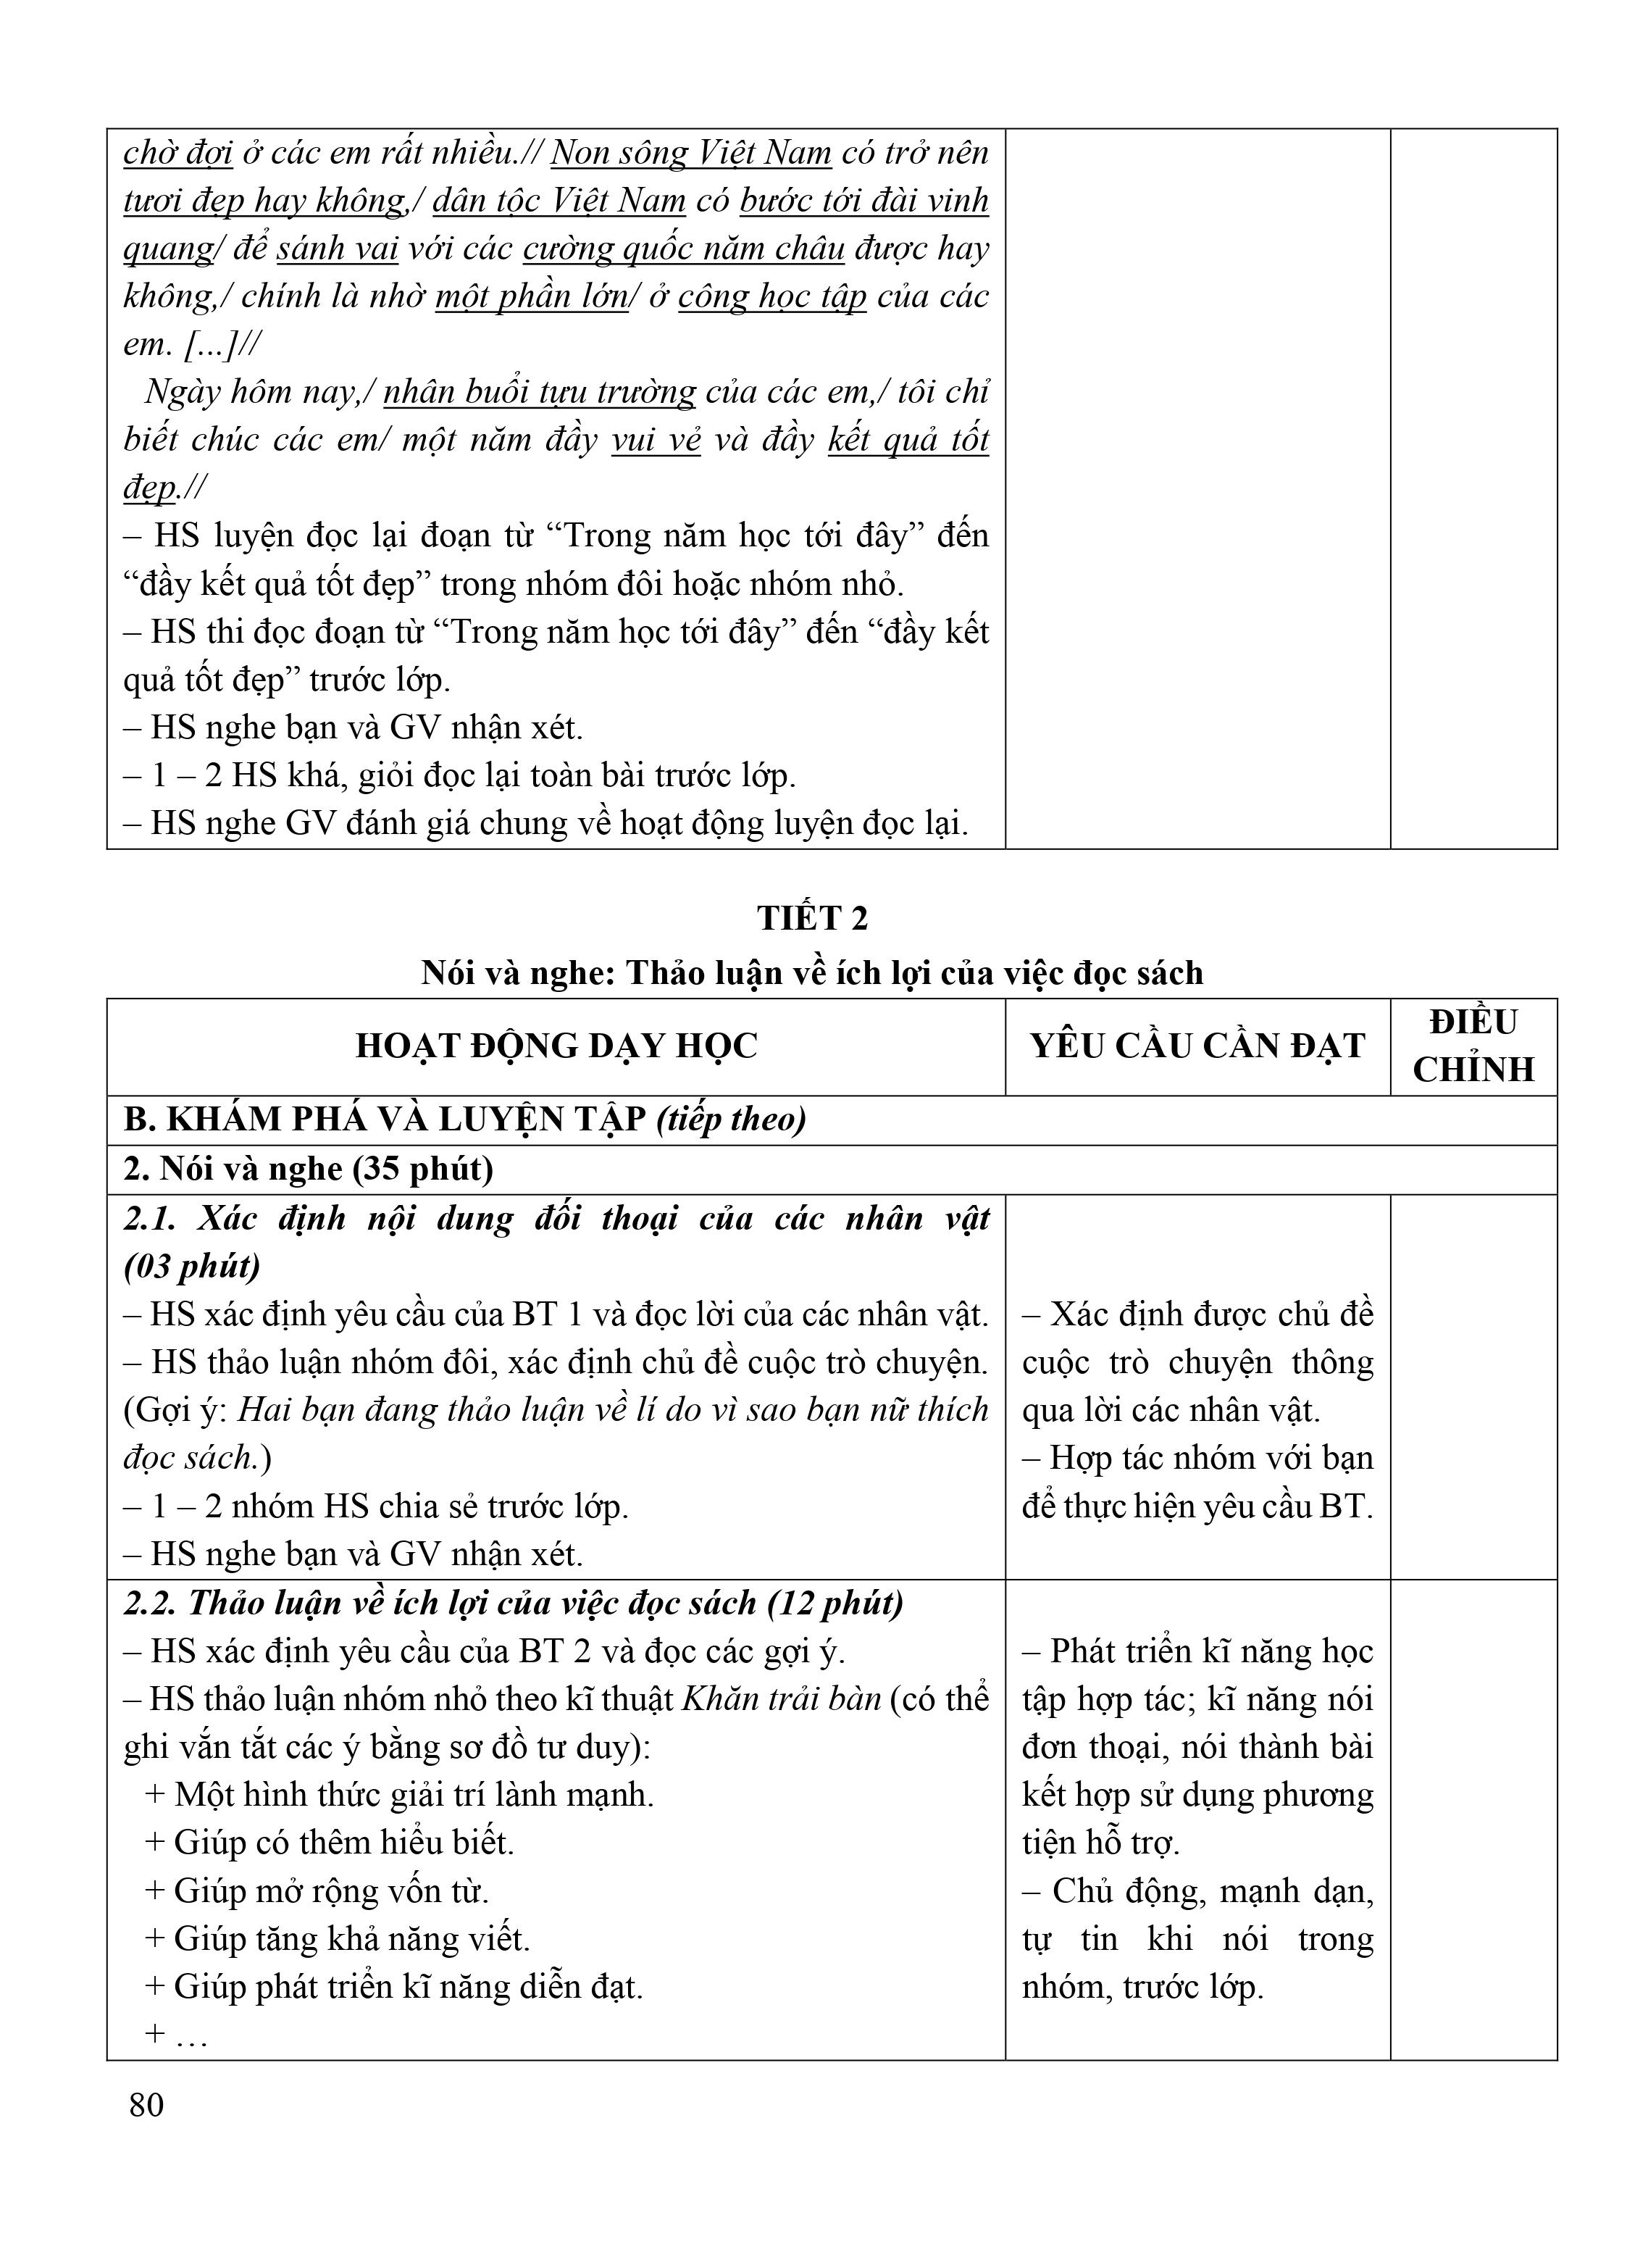 chờ đợi ở các em rất nhiều.// Non sông Việt Nam có trở nên
tươi đẹp hay không,/ dân tộc Việt Nam có bước tới đài vinh
quang/ để sánh vai với các cường quốc năm châu được hay
không,/ chính là nhờ một phần lớn/ ở công học tập của các
em. [...]//
Ngày hôm nay,/ nhân buổi tựu trường của các em,/ tôi chỉ
biết chúc các em/ một năm đầy vui vẻ và đầy kết quả tốt
đẹp.//
– HS luyện đọc lại đoạn từ “Trong năm học tới đây” đến
“đầy kết quả tốt đẹp” trong nhóm đôi hoặc nhóm nhỏ.
– HS thi đọc đoạn từ “Trong năm học tới đây” đến “đầy kết
quả tốt đẹp” trước lớp.
– HS nghe bạn và GV nhận xét.
– 1 – 2 HS khá, giỏi đọc lại toàn bài trước lớp.
– HS nghe GV đánh giá chung về hoạt động luyện đọc lại.
TIẾT 2
Nói và nghe: Thảo luận về ích lợi của việc đọc sách
HOẠT ĐỘNG DẠY HỌC
YÊU CẦU CẦN ĐẠT
ĐIỀU
CHỈNH
B. KHÁM PHÁ VÀ LUYỆN TẬP (tiếp theo)
2. Nói và nghe (35 phút)
2.1. Xác định nội dung đối thoại của các nhân vật
(03 phút)
– HS xác định yêu cầu của BT 1 và đọc lời của các nhân vật.
– HS thảo luận nhóm đôi, xác định chủ đề cuộc trò chuyện.
(Gợi ý: Hai bạn đang thảo luận về lí do vì sao bạn nữ thích
đọc sách.)
– 1 – 2 nhóm HS chia sẻ trước lớp.
– HS nghe bạn và GV nhận xét.
– Xác định được chủ đề
cuộc trò chuyện thông
qua lời các nhân vật.
– Hợp tác nhóm với bạn
để thực hiện yêu cầu BT.
2.2. Thảo luận về ích lợi của việc đọc sách (12 phút)
– HS xác định yêu cầu của BT 2 và đọc các gợi ý.
– HS thảo luận nhóm nhỏ theo kĩ thuật Khăn trải bàn (có thể
ghi vắn tắt các ý bằng sơ đồ tư duy):
+ Một hình thức giải trí lành mạnh.
+ Giúp có thêm hiểu biết.
+ Giúp mở rộng vốn từ.
+ Giúp tăng khả năng viết.
+ Giúp phát triển kĩ năng diễn đạt.
+ …
– Phát triển kĩ năng học
tập hợp tác; kĩ năng nói
đơn thoại, nói thành bài
kết hợp sử dụng phương
tiện hỗ trợ.
– Chủ động, mạnh dạn,
tự tin khi nói trong
nhóm, trước lớp.
80